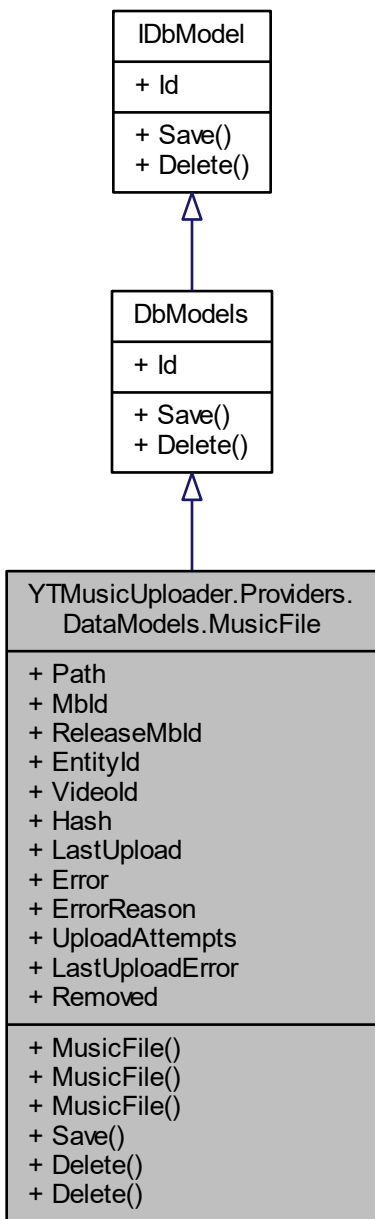 IDbModel
+ Id
+ Save()
+ Delete()
DbModels
+ Id
+ Save()
+ Delete()
YTMusicUploader.Providers.
DataModels.MusicFile
+ Path
+ MbId
+ ReleaseMbId
+ EntityId
+ VideoId
+ Hash
+ LastUpload
+ Error
+ ErrorReason
+ UploadAttempts
+ LastUploadError
+ Removed
+ MusicFile()
+ MusicFile()
+ MusicFile()
+ Save()
+ Delete()
+ Delete()